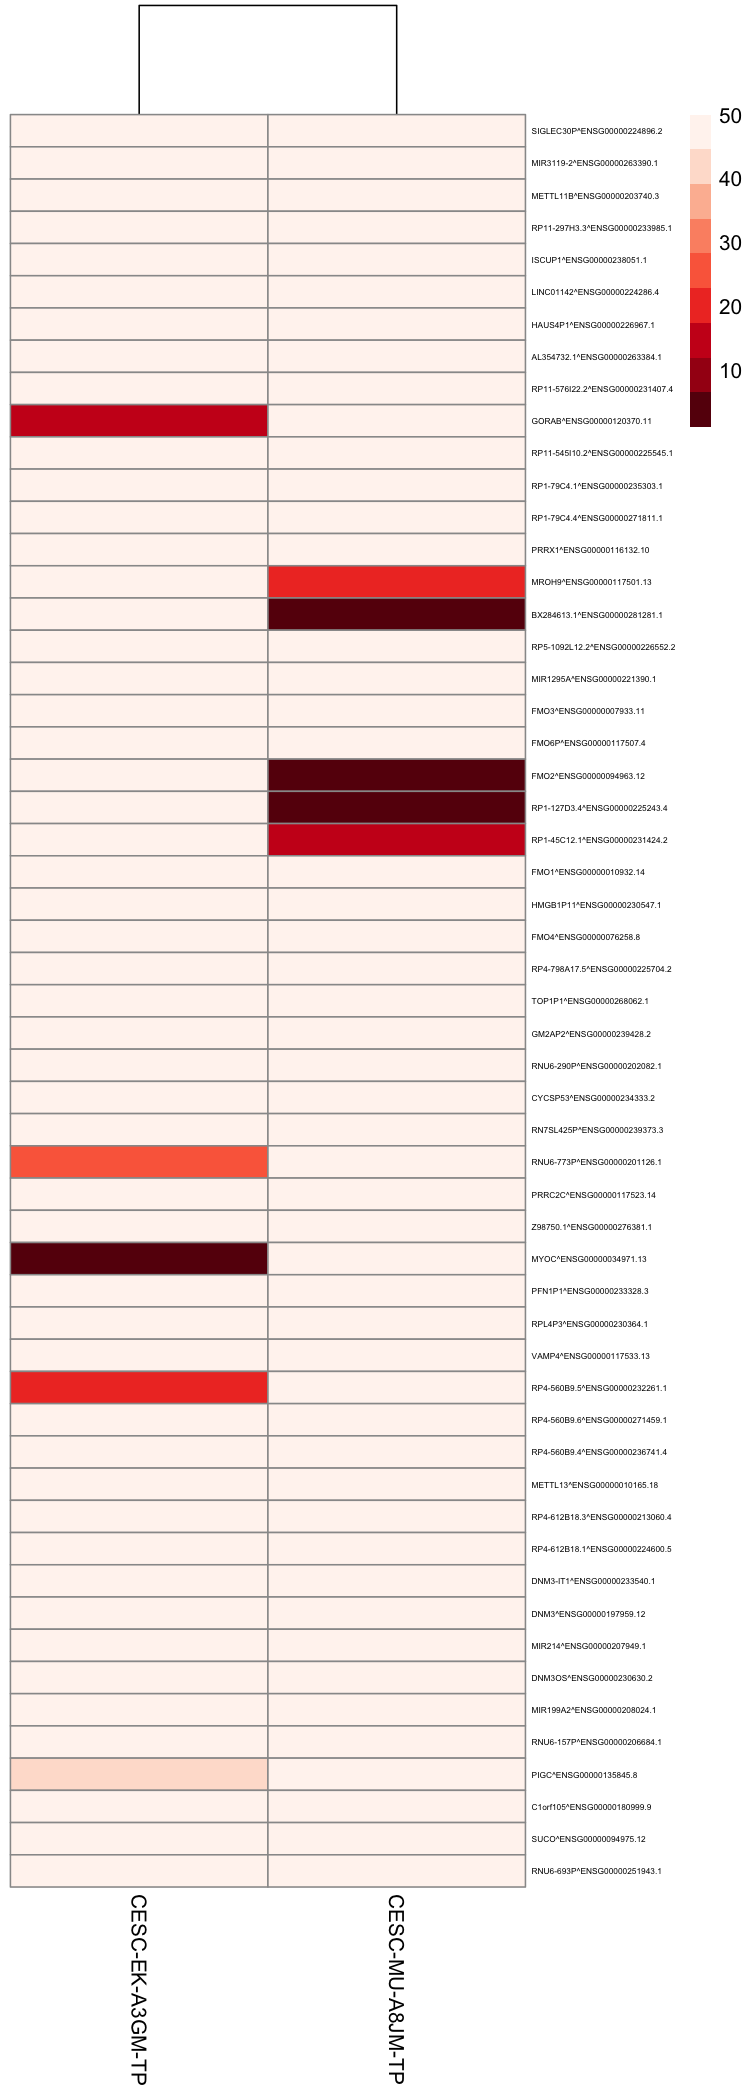 50
40
30
20
10
SIGLEC30P^ENSG00000224896.2
MIR3119-2^ENSG00000263390.1
METTL11B^ENSG00000203740.3
RP11-297H3.3^ENSG00000233985.1
ISCUP1^ENSG00000238051.1
LINC01142^ENSG00000224286.4
HAUS4P1^ENSG00000226967.1
AL354732.1^ENSG00000263384.1
RP11-576I22.2^ENSG00000231407.4
GORAB^ENSG00000120370.11
RP11-545I10.2^ENSG00000225545.1
RP1-79C4.1^ENSG00000235303.1
RP1-79C4.4^ENSG00000271811.1
PRRX1^ENSG00000116132.10
MROH9^ENSG00000117501.13
BX284613.1^ENSG00000281281.1
RP5-1092L12.2^ENSG00000226552.2
MIR1295A^ENSG00000221390.1
FMO3^ENSG00000007933.11
FMO6P^ENSG00000117507.4
FMO2^ENSG00000094963.12
RP1-127D3.4^ENSG00000225243.4
RP1-45C12.1^ENSG00000231424.2
FMO1^ENSG00000010932.14
HMGB1P11^ENSG00000230547.1
FMO4^ENSG00000076258.8
RP4-798A17.5^ENSG00000225704.2
TOP1P1^ENSG00000268062.1
GM2AP2^ENSG00000239428.2
RNU6-290P^ENSG00000202082.1
CYCSP53^ENSG00000234333.2
RN7SL425P^ENSG00000239373.3
RNU6-773P^ENSG00000201126.1
PRRC2C^ENSG00000117523.14
Z98750.1^ENSG00000276381.1
MYOC^ENSG00000034971.13
PFN1P1^ENSG00000233328.3
RPL4P3^ENSG00000230364.1
VAMP4^ENSG00000117533.13
RP4-560B9.5^ENSG00000232261.1
RP4-560B9.6^ENSG00000271459.1
RP4-560B9.4^ENSG00000236741.4
METTL13^ENSG00000010165.18
RP4-612B18.3^ENSG00000213060.4
RP4-612B18.1^ENSG00000224600.5
DNM3-IT1^ENSG00000233540.1
DNM3^ENSG00000197959.12
MIR214^ENSG00000207949.1
DNM3OS^ENSG00000230630.2
MIR199A2^ENSG00000208024.1
RNU6-157P^ENSG00000206684.1
PIGC^ENSG00000135845.8
C1orf105^ENSG00000180999.9
SUCO^ENSG00000094975.12
RNU6-693P^ENSG00000251943.1
CESC-EK-A3GM-TP
CESC-MU-A8JM-TP